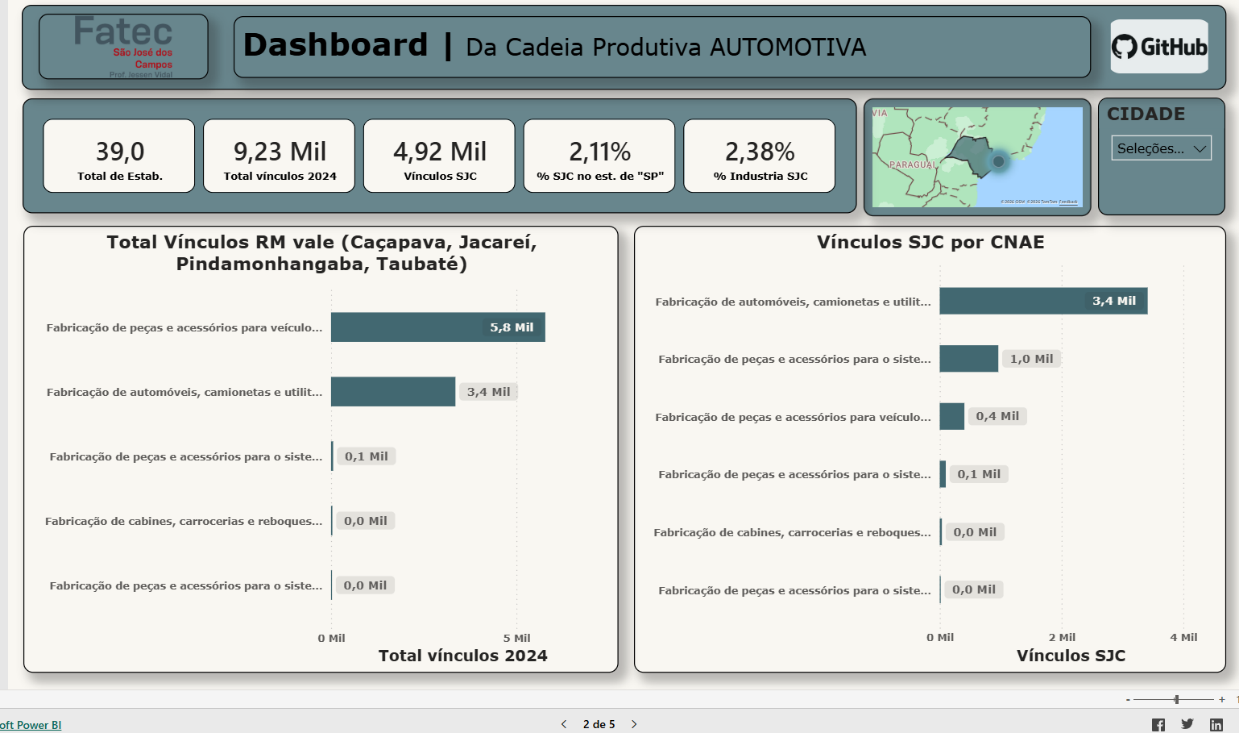 Fatec
São José dos
Campos
Prof. Jessen Vidal
Dashboard | Da Cadeia Produtiva AUTOMOTIVA
GitHub
39,0
Total de Estab.
9,23 Mil
Total vínculos 2024
4,92 Mil
Vínculos SJC
2,11%
% SJC no est. de "SP"
2,38%
% Industria SJC
VIA
PARAGUAI
CIDADE
Seleções...
Total Vínculos RM vale (Caçapava, Jacareí,
Pindamonhangaba, Taubaté)
Fabricação de peças e acessórios para veículo...
5,8 Mil
Fabricação de automóveis, camionetas e utilit...
3,4 Mil
Fabricação de peças e acessórios para o siste...
0,1 Mil
Fabricação de cabines, carrocerias e reboques...
0,0 Mil
Fabricação de peças e acessórios para o siste...
0,0 Mil
0 Mil
5 Mil
Total vínculos 2024
Vínculos SJC por CNAE
Fabricação de automóveis, camionetas e utilit...
3,4 Mil
Fabricação de peças e acessórios para o siste...
1,0 Mil
Fabricação de peças e acessórios para veículo...
0,4 Mil
Fabricação de peças e acessórios para o siste...
0,1 Mil
Fabricação de cabines, carrocerias e reboques...
0,0 Mil
Fabricação de peças e acessórios para o siste...
0,0 Mil
0 Mil
2 Mil
4 Mil
Vínculos SJC
- +
oft Power BI
< 2 de 5 >